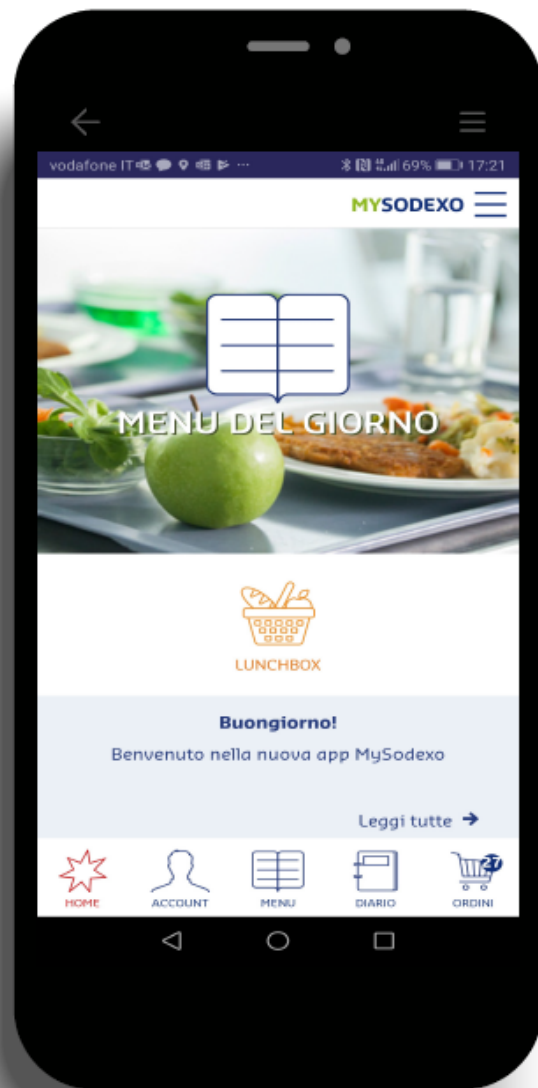 vodafone IT ... 69% 17:21
MYSODEXO
MENU DEL GIORNO
LUNCHBOX
Buongiorno!
Benvenuto nella nuova app MySodexo
Leggi tutte →
HOME ACCOUNT MENU DIARIO ORDINI
27